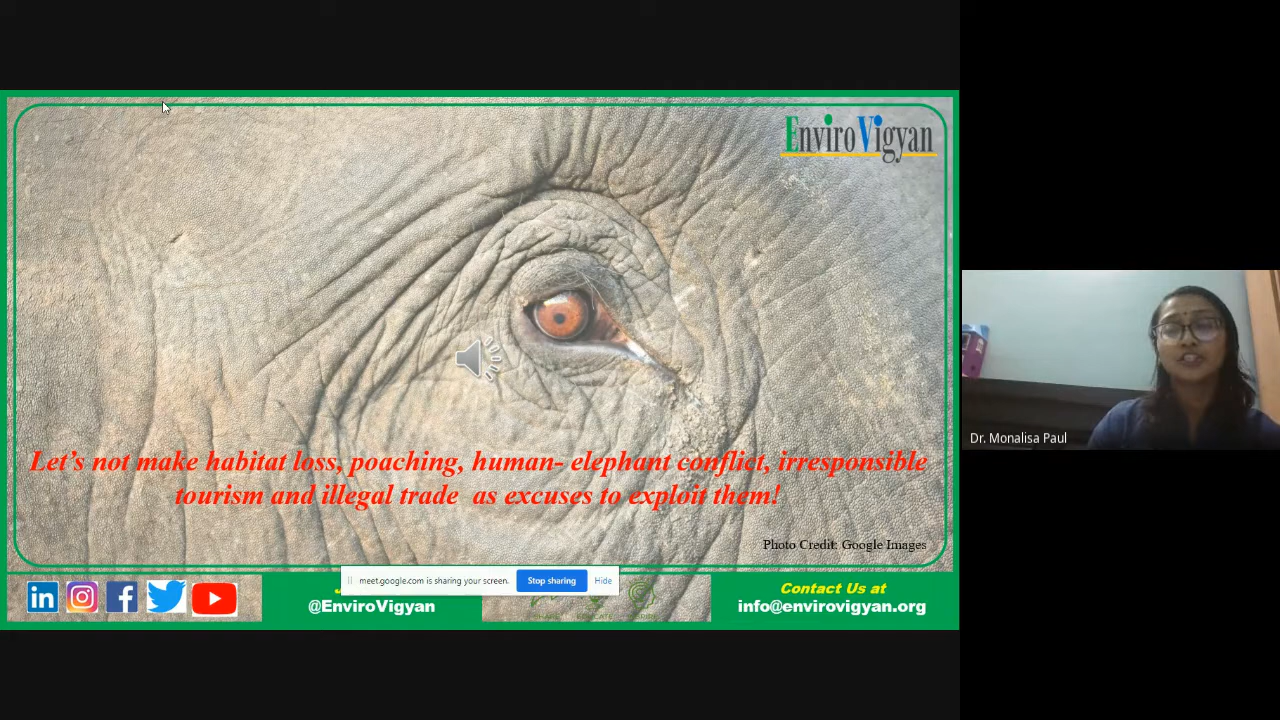 EnviroVigyan
Let's not make habitat loss, poaching, human- elephant conflict, irresponsible
tourism and illegal trade as excuses to exploit them!
Photo Credit: Google Images
meet.google.com is sharing your screen. Stop sharing Hide
@EnviroVigyan
Contact Us at
info@envirovigyan.org
Dr. Monalisa Paul